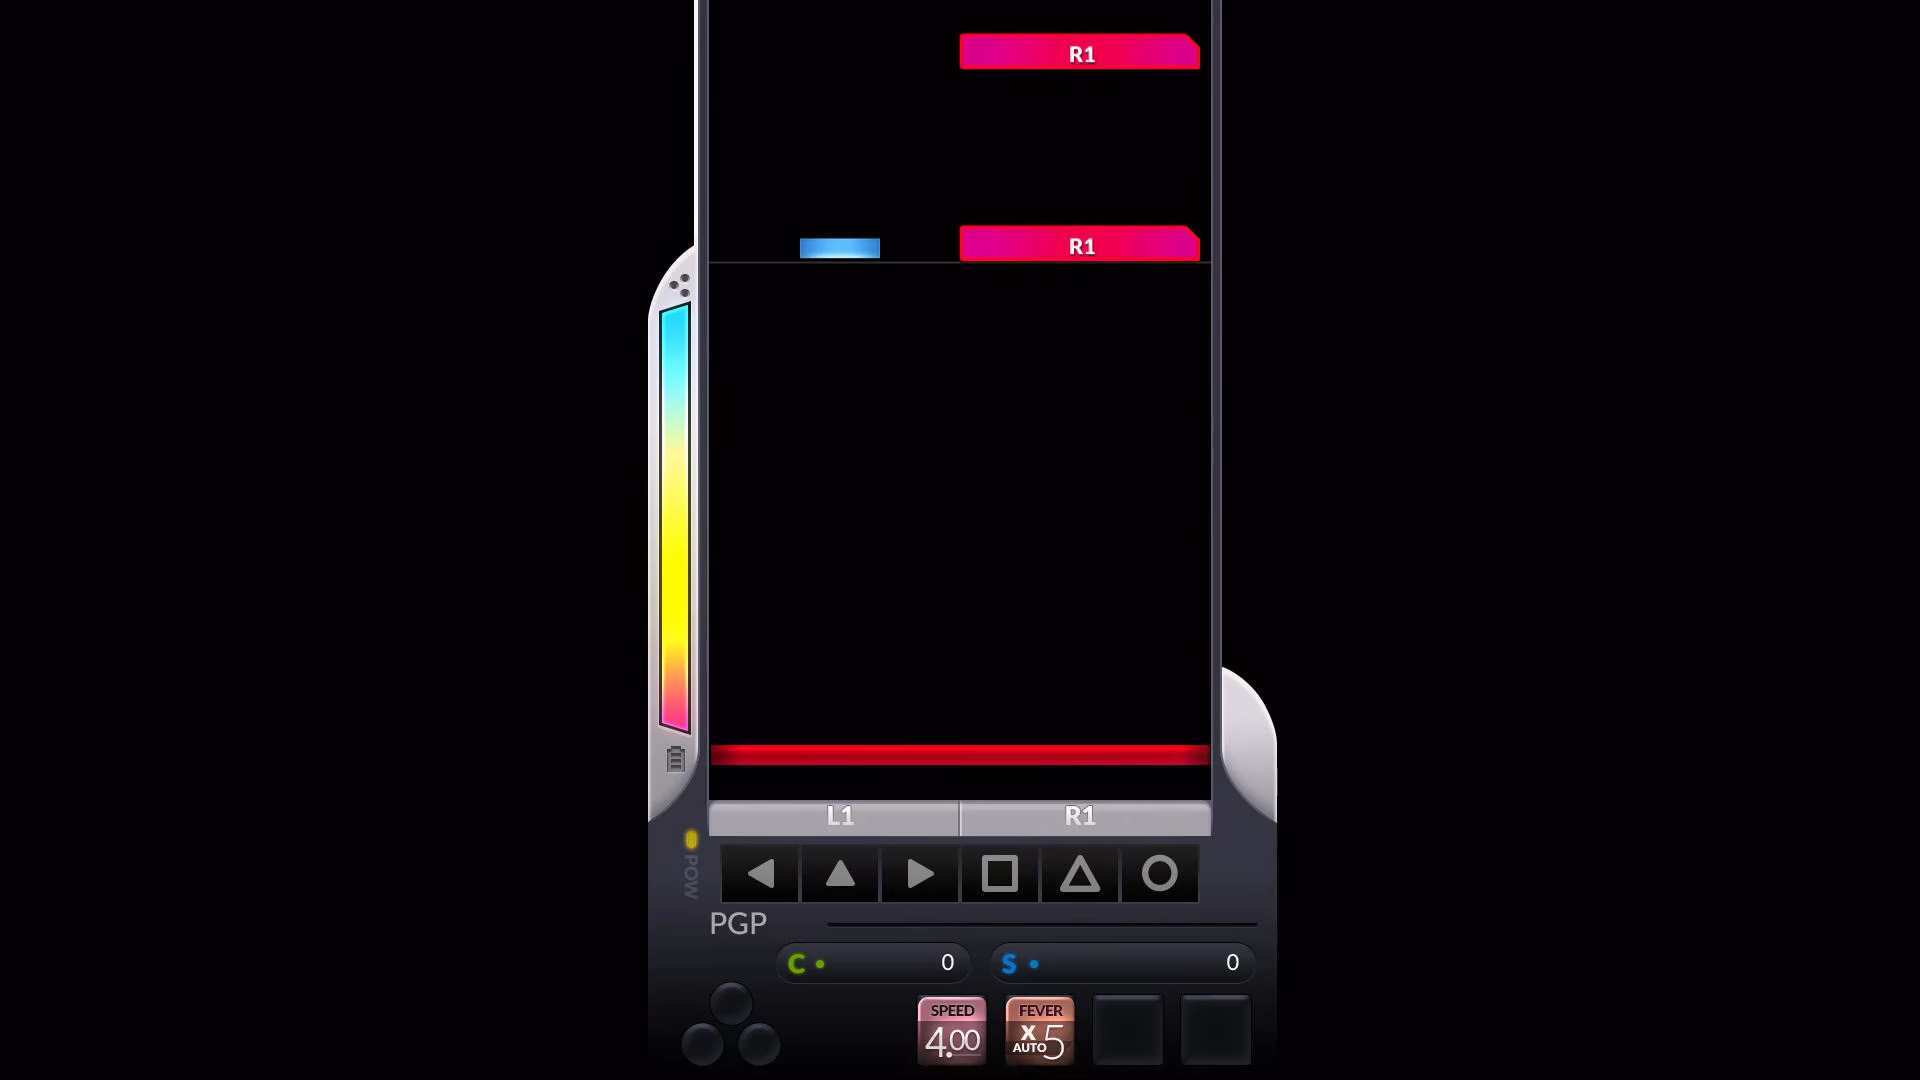 R1
R1
L1 R1
POW
PGP
C 0 S 0
SPEED FEVER
4.00 X AUTO 5